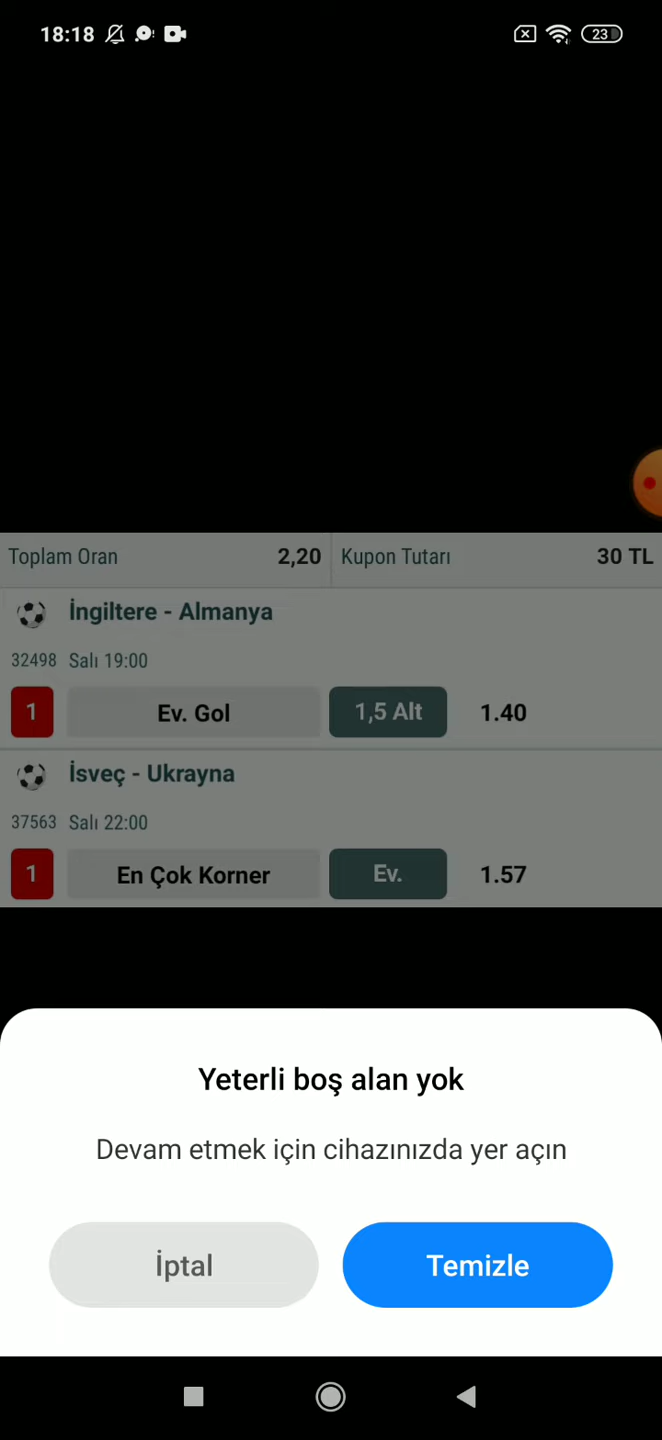 18:18
23
Toplam Oran 2,20 Kupon Tutarı 30 TL
İngiltere - Almanya
32498 Salı 19:00
1 Ev. Gol 1,5 Alt 1.40
İsveç - Ukrayna
37563 Salı 22:00
1 En Çok Korner Ev. 1.57
Yeterli boş alan yok
Devam etmek için cihazınızda yer açın
İptal Temizle